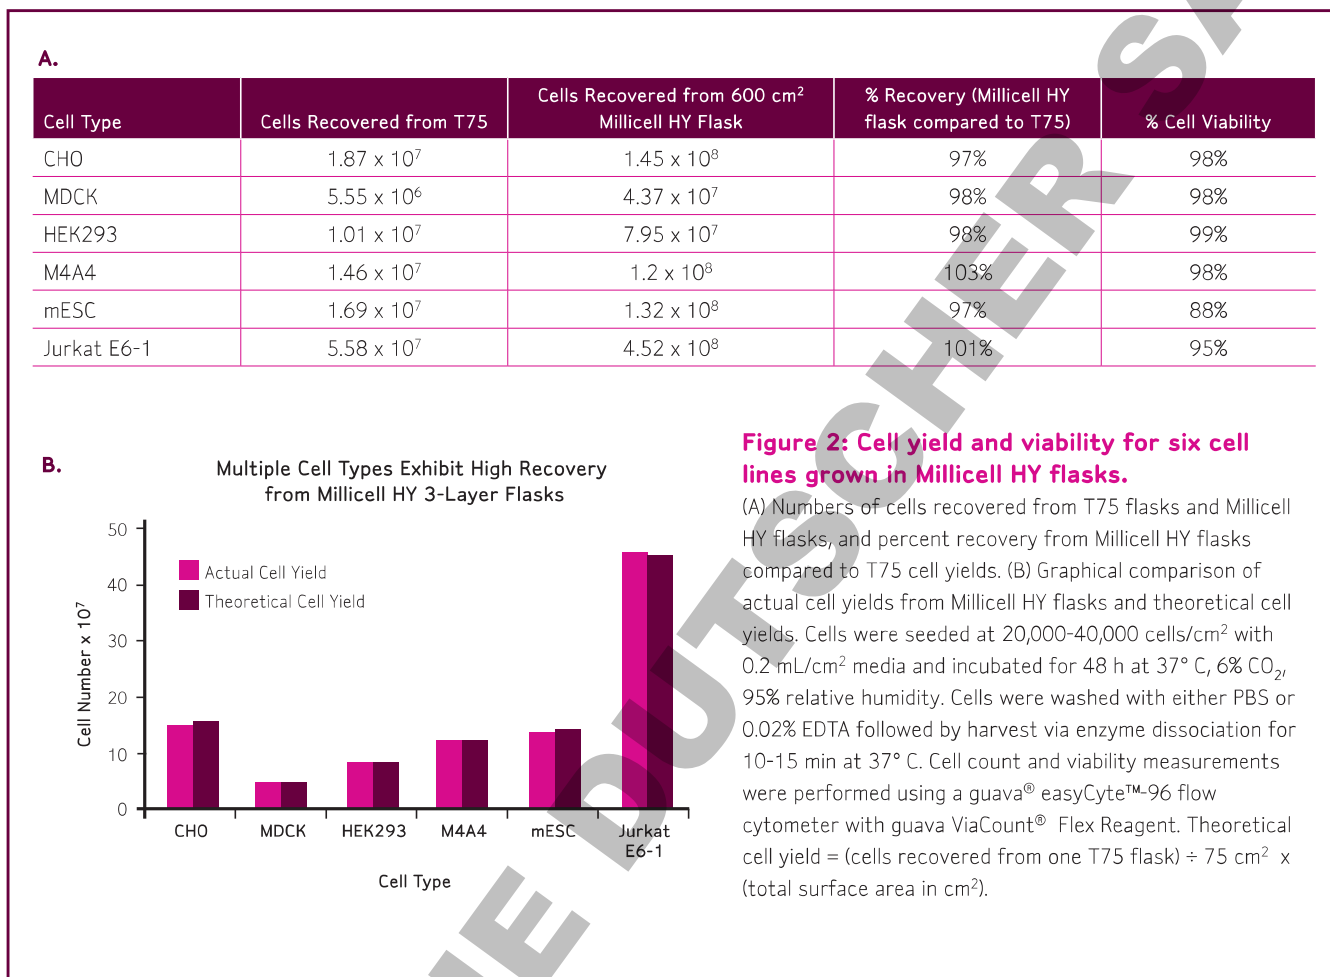 A.
Cell Type	Cells Recovered from T75	Cells Recovered from 600 cm² Millicell HY Flask	% Recovery (Millicell HY flask compared to T75)	% Cell Viability
CHO	1.87 x 10⁷	1.45 x 10⁸	97%	98%
MDCK	5.55 x 10⁶	4.37 x 10⁷	98%	98%
HEK293	1.01 x 10⁷	7.95 x 10⁷	98%	99%
M4A4	1.46 x 10⁷	1.2 x 10⁸	103%	98%
mESC	1.69 x 10⁷	1.32 x 10⁸	97%	88%
Jurkat E6-1	5.58 x 10⁷	4.52 x 10⁸	101%	95%
B.
Multiple Cell Types Exhibit High Recovery
from Millicell HY 3-Layer Flasks
Cell Number x 10⁷
50
40
30
20
10
0
Actual Cell Yield
Theoretical Cell Yield
CHO	MDCK	HEK293	M4A4	mESC	Jurkat
E6-1
Cell Type
Figure 2: Cell yield and viability for six cell
lines grown in Millicell HY flasks.
(A) Numbers of cells recovered from T75 flasks and Millicell
HY flasks, and percent recovery from Millicell HY flasks
compared to T75 cell yields. (B) Graphical comparison of
actual cell yields from Millicell HY flasks and theoretical cell
yields. Cells were seeded at 20,000-40,000 cells/cm² with
0.2 mL/cm² media and incubated for 48 h at 37° C, 6% CO₂,
95% relative humidity. Cells were washed with either PBS or
0.02% EDTA followed by harvest via enzyme dissociation for
10-15 min at 37° C. Cell count and viability measurements
were performed using a guava® easyCyte™-96 flow
cytometer with guava ViaCount® Flex Reagent. Theoretical
cell yield = (cells recovered from one T75 flask) ÷ 75 cm² x
(total surface area in cm²).
DUTSCHER